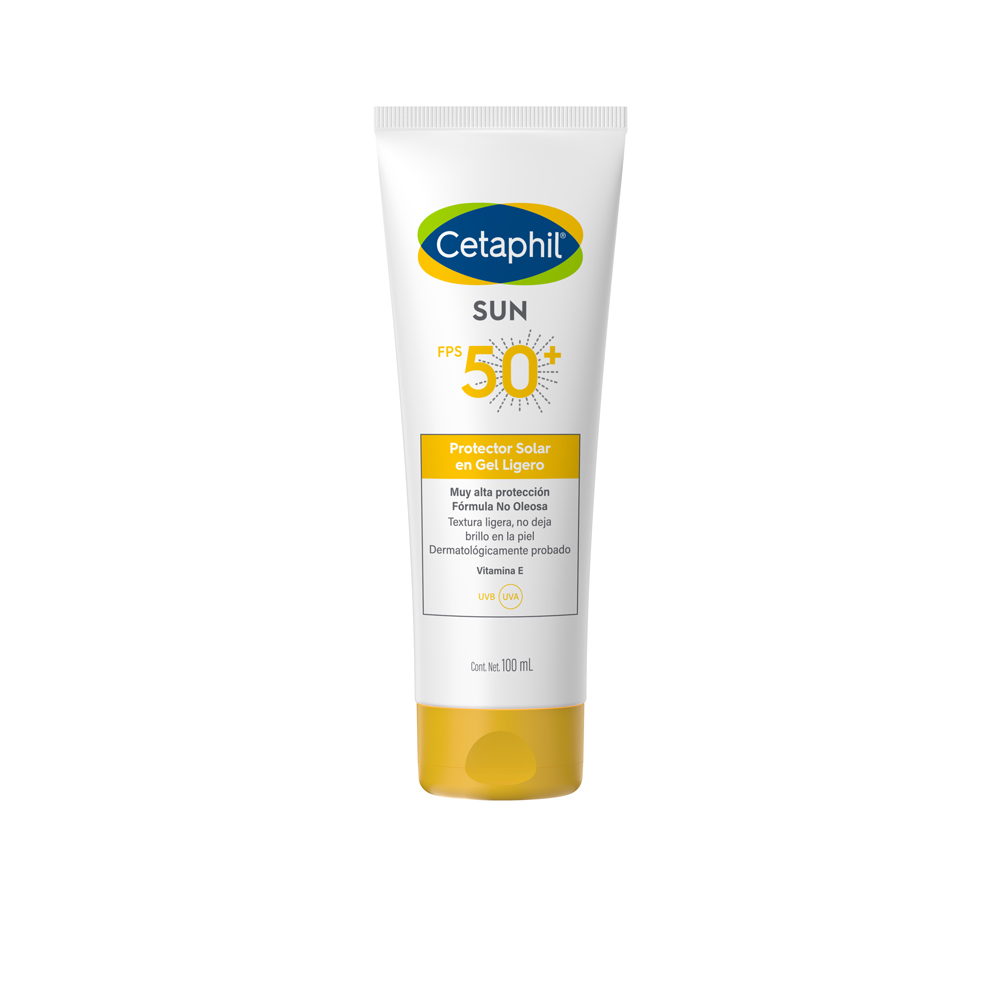 Cetaphil®
SUN
FPS 50+
Protector Solar
en Gel Ligero
Muy alta protección
Fórmula No Oleosa
Textura ligera, no deja
brillo en la piel
Dermatológicamente probado
Vitamina E
UVB UVA
Cont. Net. 100 mL